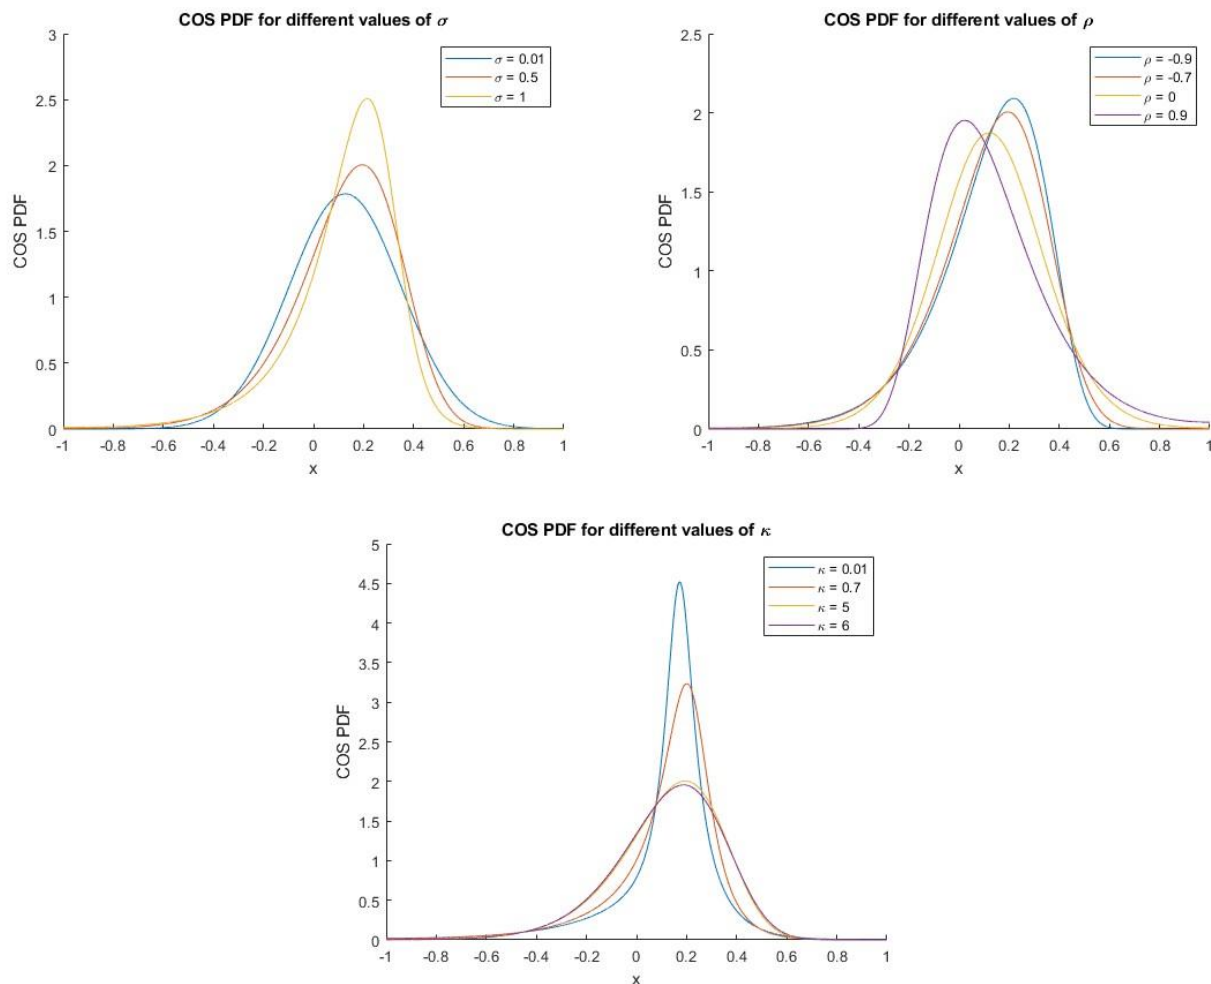 COS PDF for different values of σ
3
2.5
2
1.5
1
0.5
0
COS PDF
-1 -0.8 -0.6 -0.4 -0.2 0 0.2 0.4 0.6 0.8 1
x
σ = 0.01
σ = 0.5
σ = 1
COS PDF for different values of ρ
2.5
2
1.5
1
0.5
0
COS PDF
-1 -0.8 -0.6 -0.4 -0.2 0 0.2 0.4 0.6 0.8 1
x
ρ = -0.9
ρ = -0.7
ρ = 0
ρ = 0.9
COS PDF for different values of κ
5
4.5
4
3.5
3
2.5
2
1.5
1
0.5
0
COS PDF
-1 -0.8 -0.6 -0.4 -0.2 0 0.2 0.4 0.6 0.8 1
x
κ = 0.01
κ = 0.7
κ = 5
κ = 6